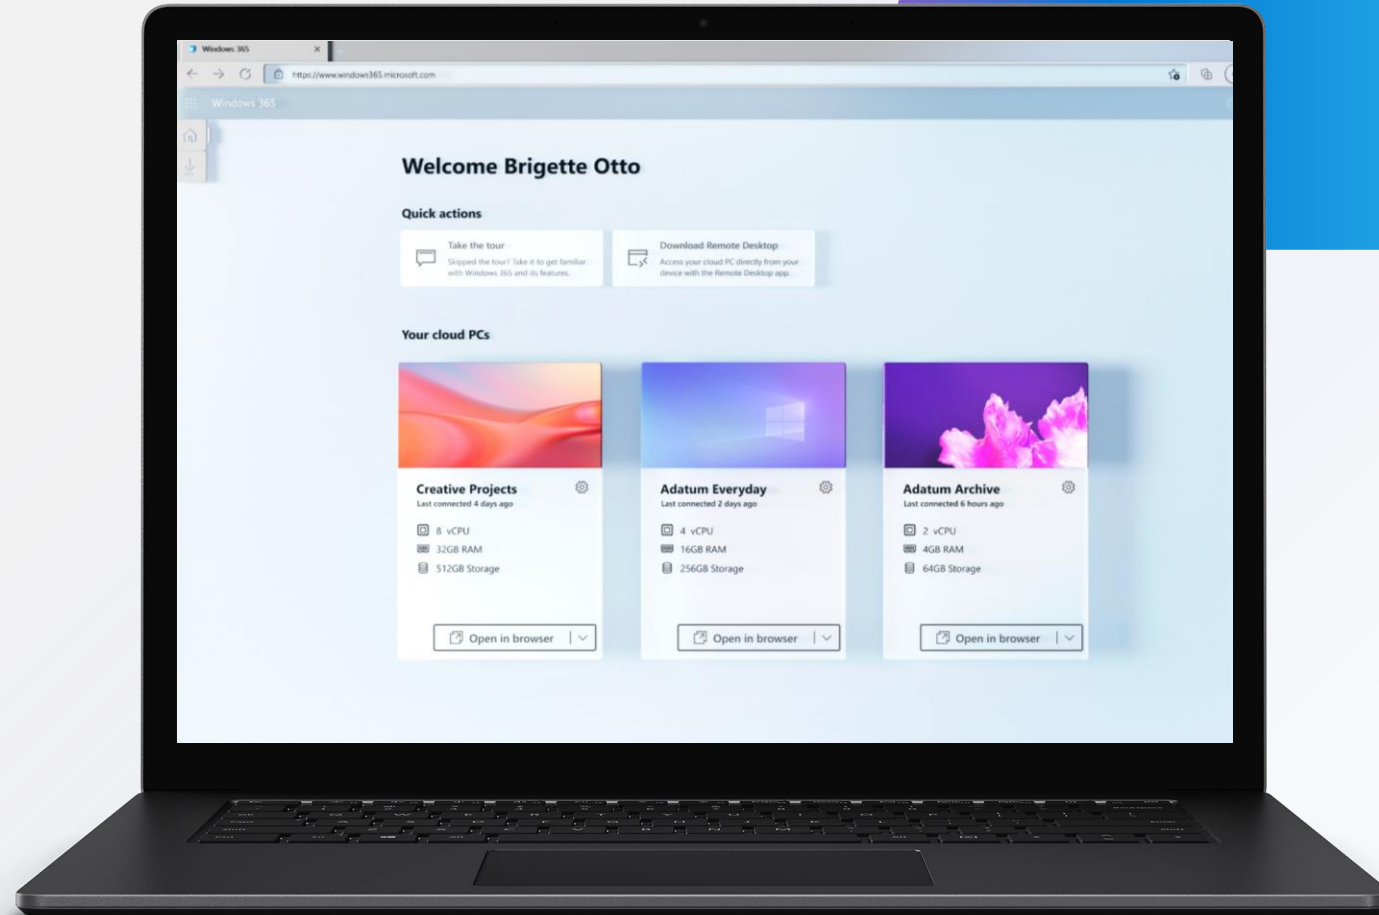 Windows 365
https://www.windows365.microsoft.com
Windows 365
Welcome Brigette Otto
Quick actions
Take the tour
Skipped the tour? Take it to get familiar
with Windows 365 and its features.
Download Remote Desktop
Access your cloud PC directly from your
device with the Remote Desktop app.
Your cloud PCs
Creative Projects
Last connected 4 days ago
8 vCPU
32GB RAM
512GB Storage
Open in browser
Adatum Everyday
Last connected 2 days ago
4 vCPU
16GB RAM
256GB Storage
Open in browser
Adatum Archive
Last connected 6 hours ago
2 vCPU
4GB RAM
64GB Storage
Open in browser